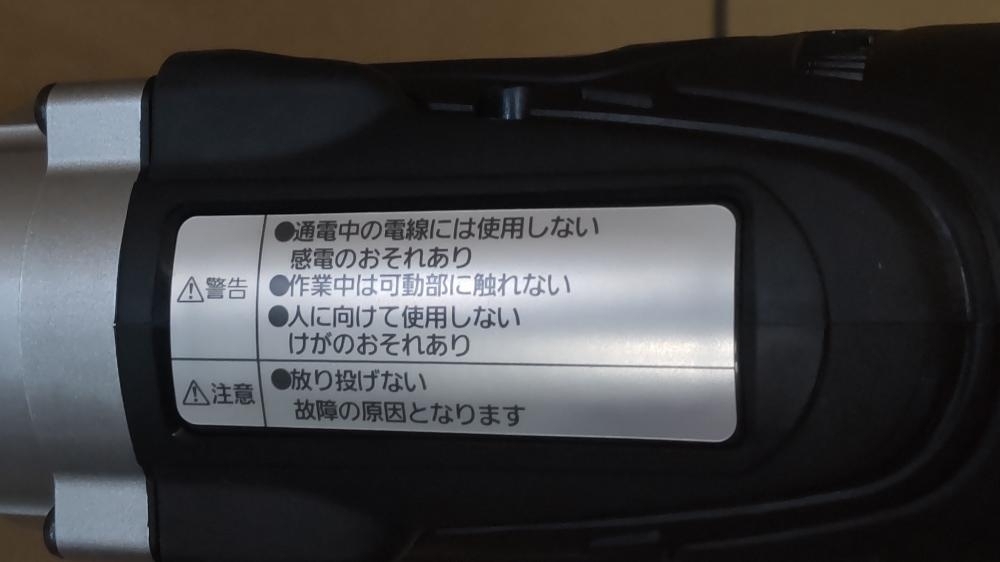 ⚠警告
●通電中の電線には使用しない
感電のおそれあり
●作業中は可動部に触れない
●人に向けて使用しない
けがのおそれあり
⚠注意
●放り投げない
故障の原因となります